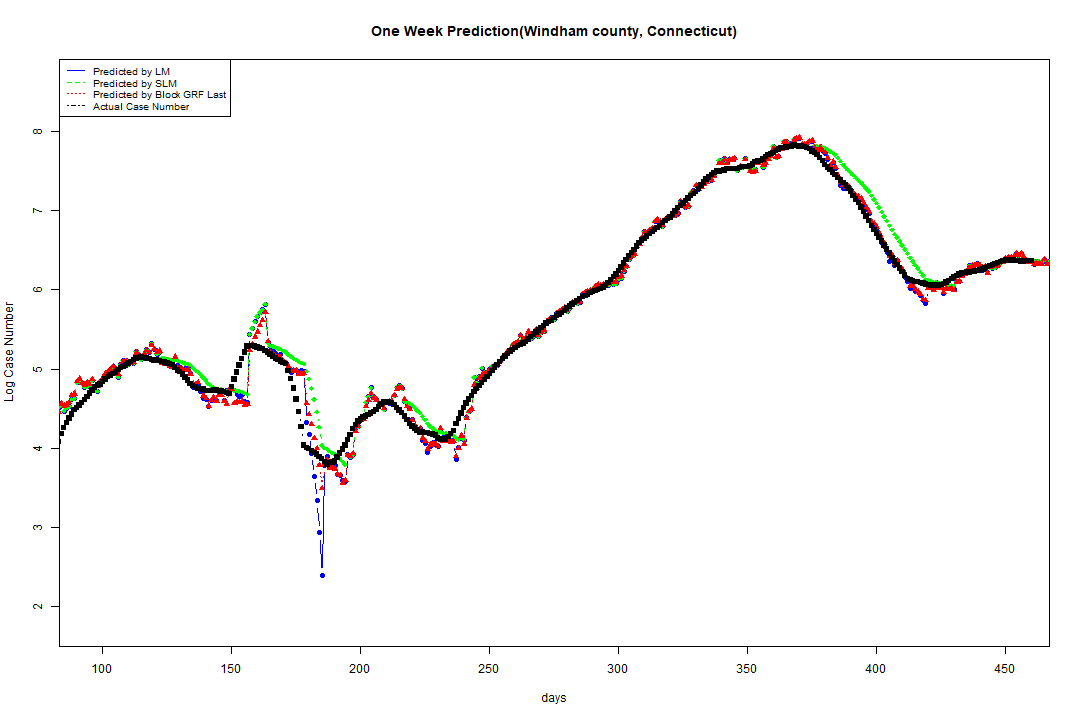 One Week Prediction(Windham county, Connecticut)
Predicted by LM
Predicted by SLM
Predicted by Block GRF Last
Actual Case Number
Log Case Number
8
7
6
5
4
3
2
100 150 200 250 300 350 400 450
days